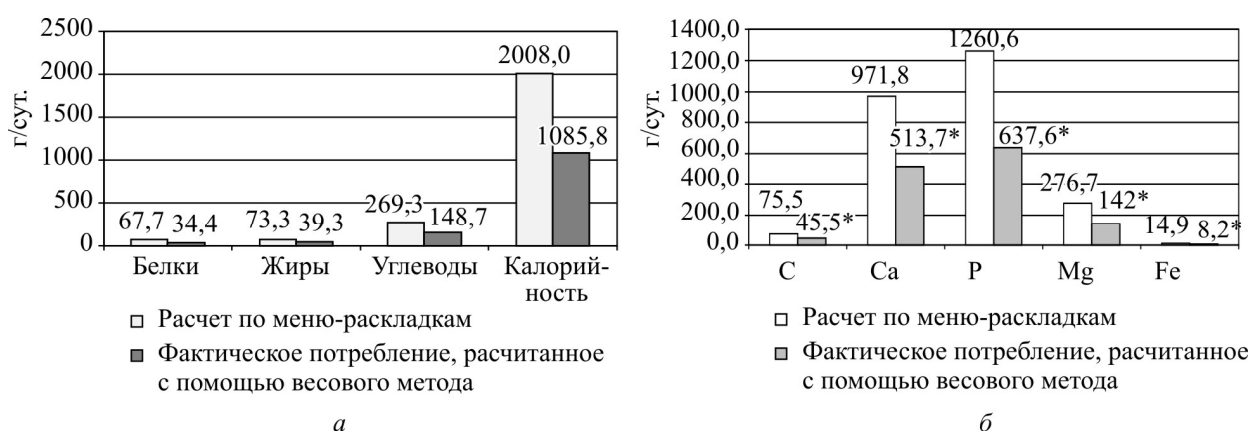 г/сут.
2500
2000
1500
1000
500
0
67,7 34,4
73,3 39,3
269,3 148,7
2008,0
1085,8
Белки Жиры Углеводы Калорий-
ность
Расчет по меню-раскладкам
Фактическое потребление, расчитанное
с помощью весового метода
а
г/сут.
1400,0
1200,0
1000,0
800,0
600,0
400,0
200,0
0,0
75,5
45,5*
971,8
513,7*
1260,6
637,6*
276,7
142*
14,9 8,2*
C Ca P Mg Fe
Расчет по меню-раскладкам
Фактическое потребление, расчитанное
с помощью весового метода
б